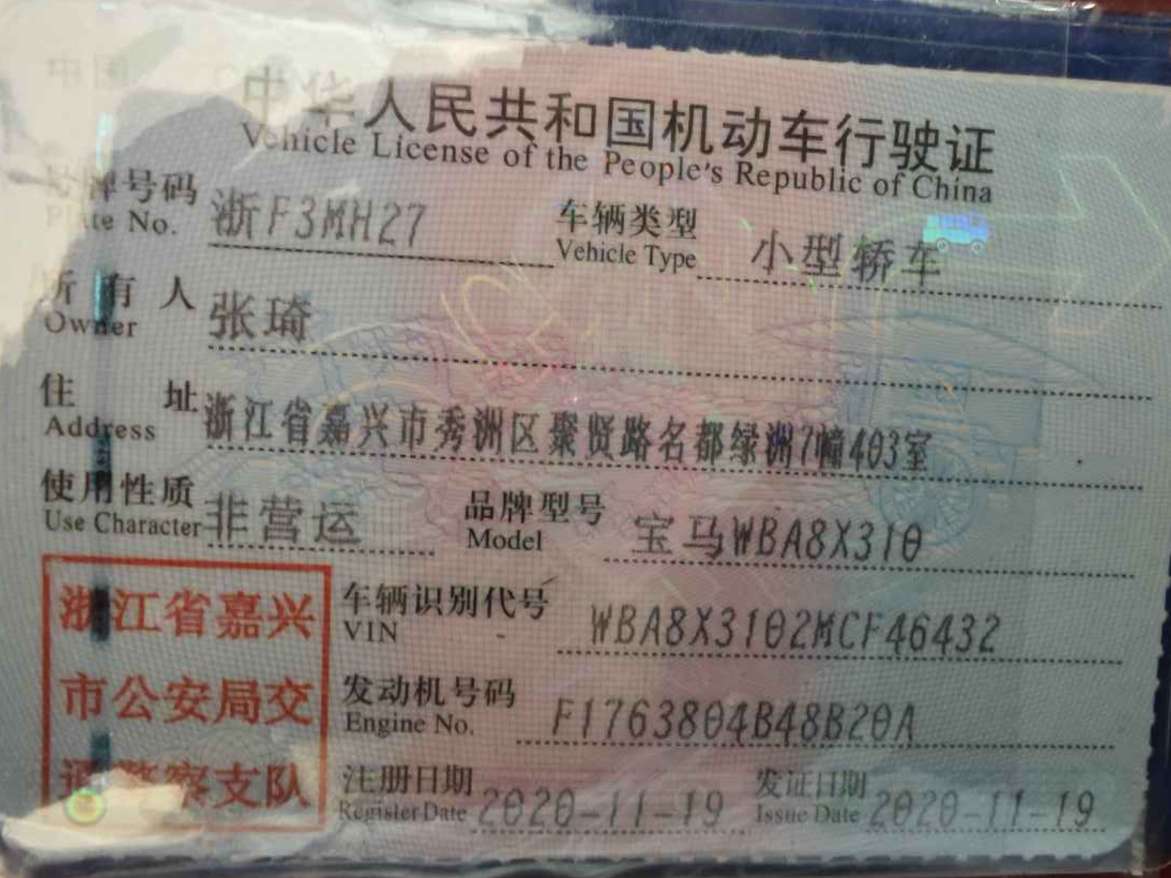 中华人民共和国机动车行驶证
Vehicle License of the People's Republic of China
号牌号码 浙F3MH27 车辆类型 小型轿车
Plate No. Vehicle Type
所有人 张琦
Owner
住址 浙江省嘉兴市秀洲区聚贤路名都绿洲7幢403室
Address
使用性质 非营运 品牌型号 宝马WBA8X310
Use Character Model
浙江省嘉兴 车辆识别代号 WBA8X3102MCF46432
VIN
市公安局交 发动机号码 F1763804B48B20A
Engine No.
通警察支队 注册日期 2020-11-19 发证日期 2020-11-19
Register Date Issue Date